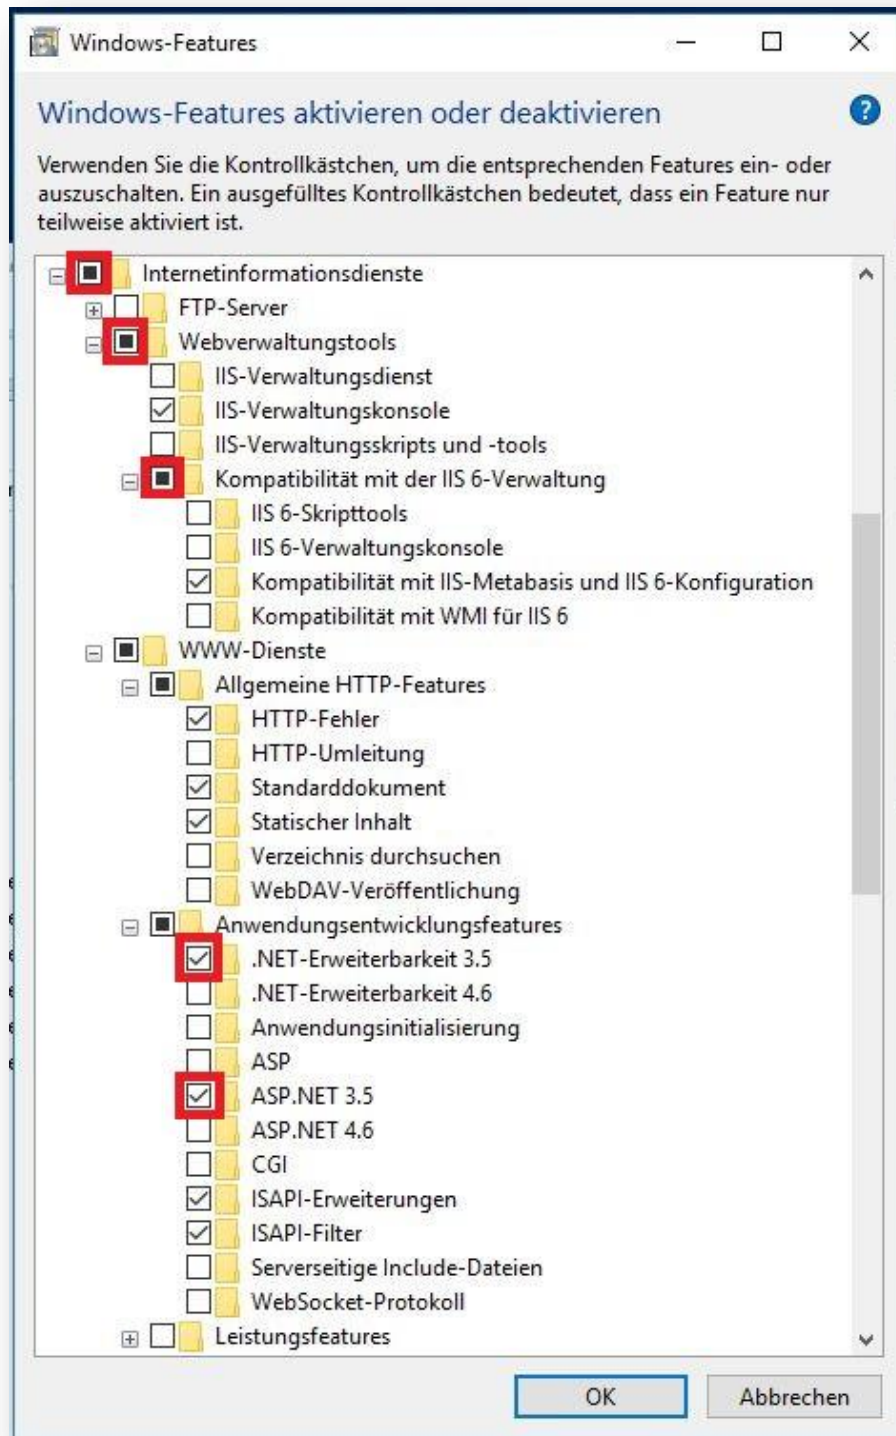 Windows-Features
Windows-Features aktivieren oder deaktivieren
Verwenden Sie die Kontrollkästchen, um die entsprechenden Features ein- oder
auszuschalten. Ein ausgefülltes Kontrollkästchen bedeutet, dass ein Feature nur
teilweise aktiviert ist.
Internetinformationsdienste
FTP-Server
Webverwaltungstools
IIS-Verwaltungsdienst
IIS-Verwaltungskonsole
IIS-Verwaltungsskripts und -tools
Kompatibilität mit der IIS 6-Verwaltung
IIS 6-Skripttools
IIS 6-Verwaltungskonsole
Kompatibilität mit IIS-Metabasis und IIS 6-Konfiguration
Kompatibilität mit WMI für IIS 6
WWW-Dienste
Allgemeine HTTP-Features
HTTP-Fehler
HTTP-Umleitung
Standarddokument
Statischer Inhalt
Verzeichnis durchsuchen
WebDAV-Veröffentlichung
Anwendungsentwicklungsfeatures
.NET-Erweiterbarkeit 3.5
.NET-Erweiterbarkeit 4.6
Anwendungsinitialisierung
ASP
ASP.NET 3.5
ASP.NET 4.6
CGI
ISAPI-Erweiterungen
ISAPI-Filter
Serverseitige Include-Dateien
WebSocket-Protokoll
Leistungsfeatures
OK Abbrechen